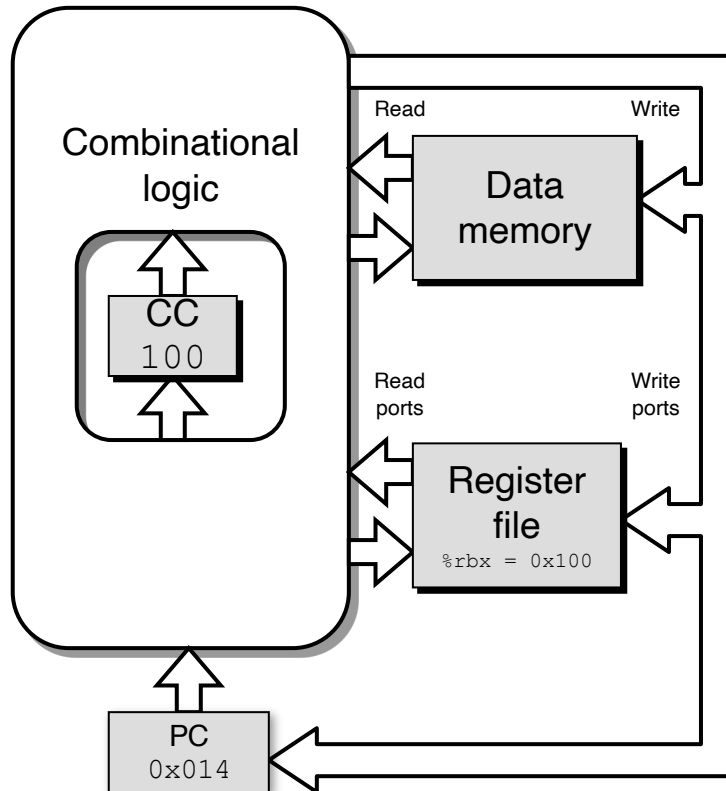 Read
Write
Combinational
logic
Data
memory
CC
100
Read
ports
Write
ports
Register
file
%rbx = 0x100
PC
0x014